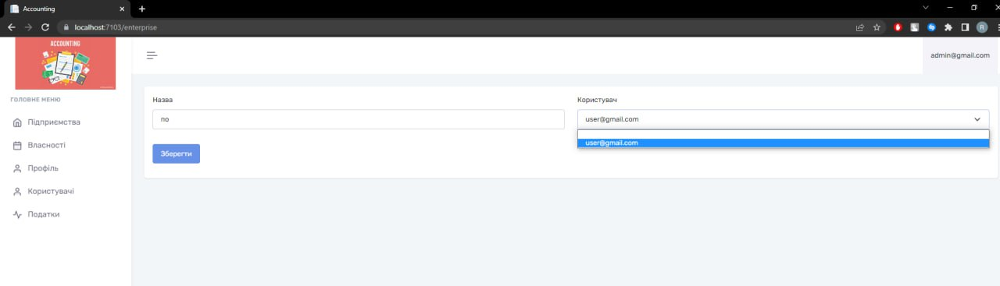 Accounting
localhost:7103/enterprise
R
ACCOUNTING
admin@gmail.com
ГОЛОВНЕ МЕНЮ
Підприємства
Власності
Профіль
Користувачі
Податки
Назва
по
Користувач
user@gmail.com
user@gmail.com
Зберегти